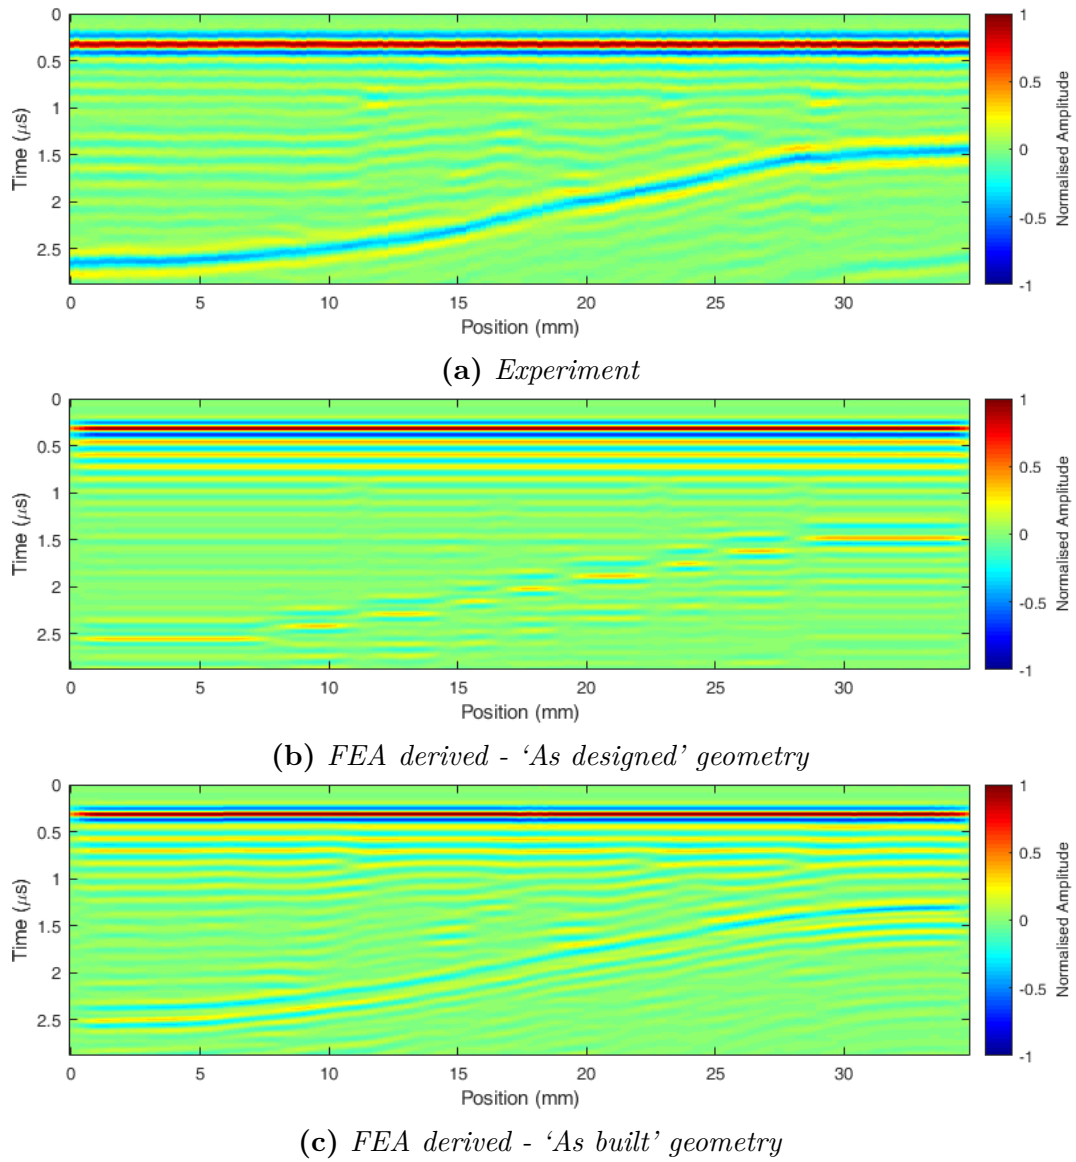 0
0.5
1
1.5
2
2.5
Time (μs)
0 5 10 15 20 25 30
Position (mm)
1
0.5
0
-0.5
-1
Normalised Amplitude
(a) Experiment
0
0.5
1
1.5
2
2.5
Time (μs)
0 5 10 15 20 25 30
Position (mm)
1
0.5
0
-0.5
-1
Normalised Amplitude
(b) FEA derived - ‘As designed’ geometry
0
0.5
1
1.5
2
2.5
Time (μs)
0 5 10 15 20 25 30
Position (mm)
1
0.5
0
-0.5
-1
Normalised Amplitude
(c) FEA derived - ‘As built’ geometry